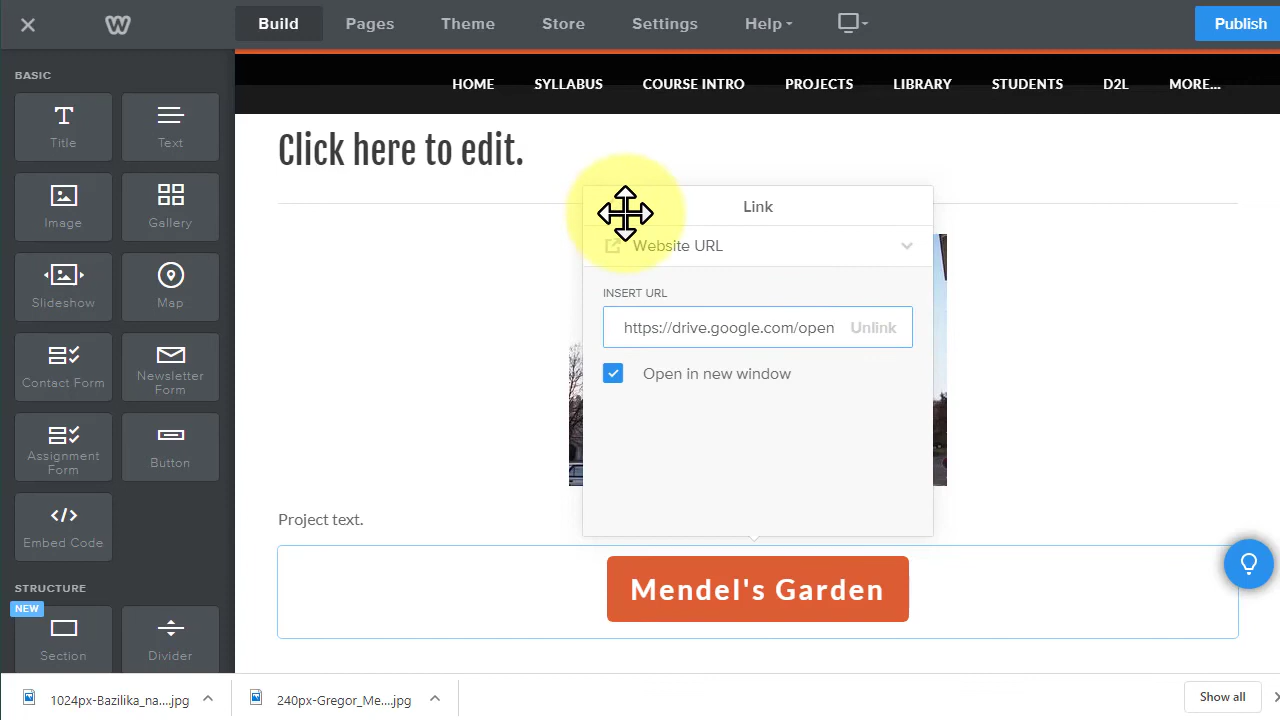 Build
Pages
Theme
Store
Settings
Help
Publish
BASIC
Title
Text
Image
Gallery
Slideshow
Map
Contact Form
Newsletter
Form
Assignment
Form
Button
Embed Code
STRUCTURE
NEW
Section
Divider
HOME
SYLLABUS
COURSE INTRO
PROJECTS
LIBRARY
STUDENTS
D2L
MORE...
Click here to edit.
Link
Website URL
INSERT URL
https://drive.google.com/open
Unlink
Open in new window
Project text.
Mendel's Garden
1024px-Bazilika_na....jpg
240px-Gregor_Me....jpg
Show all